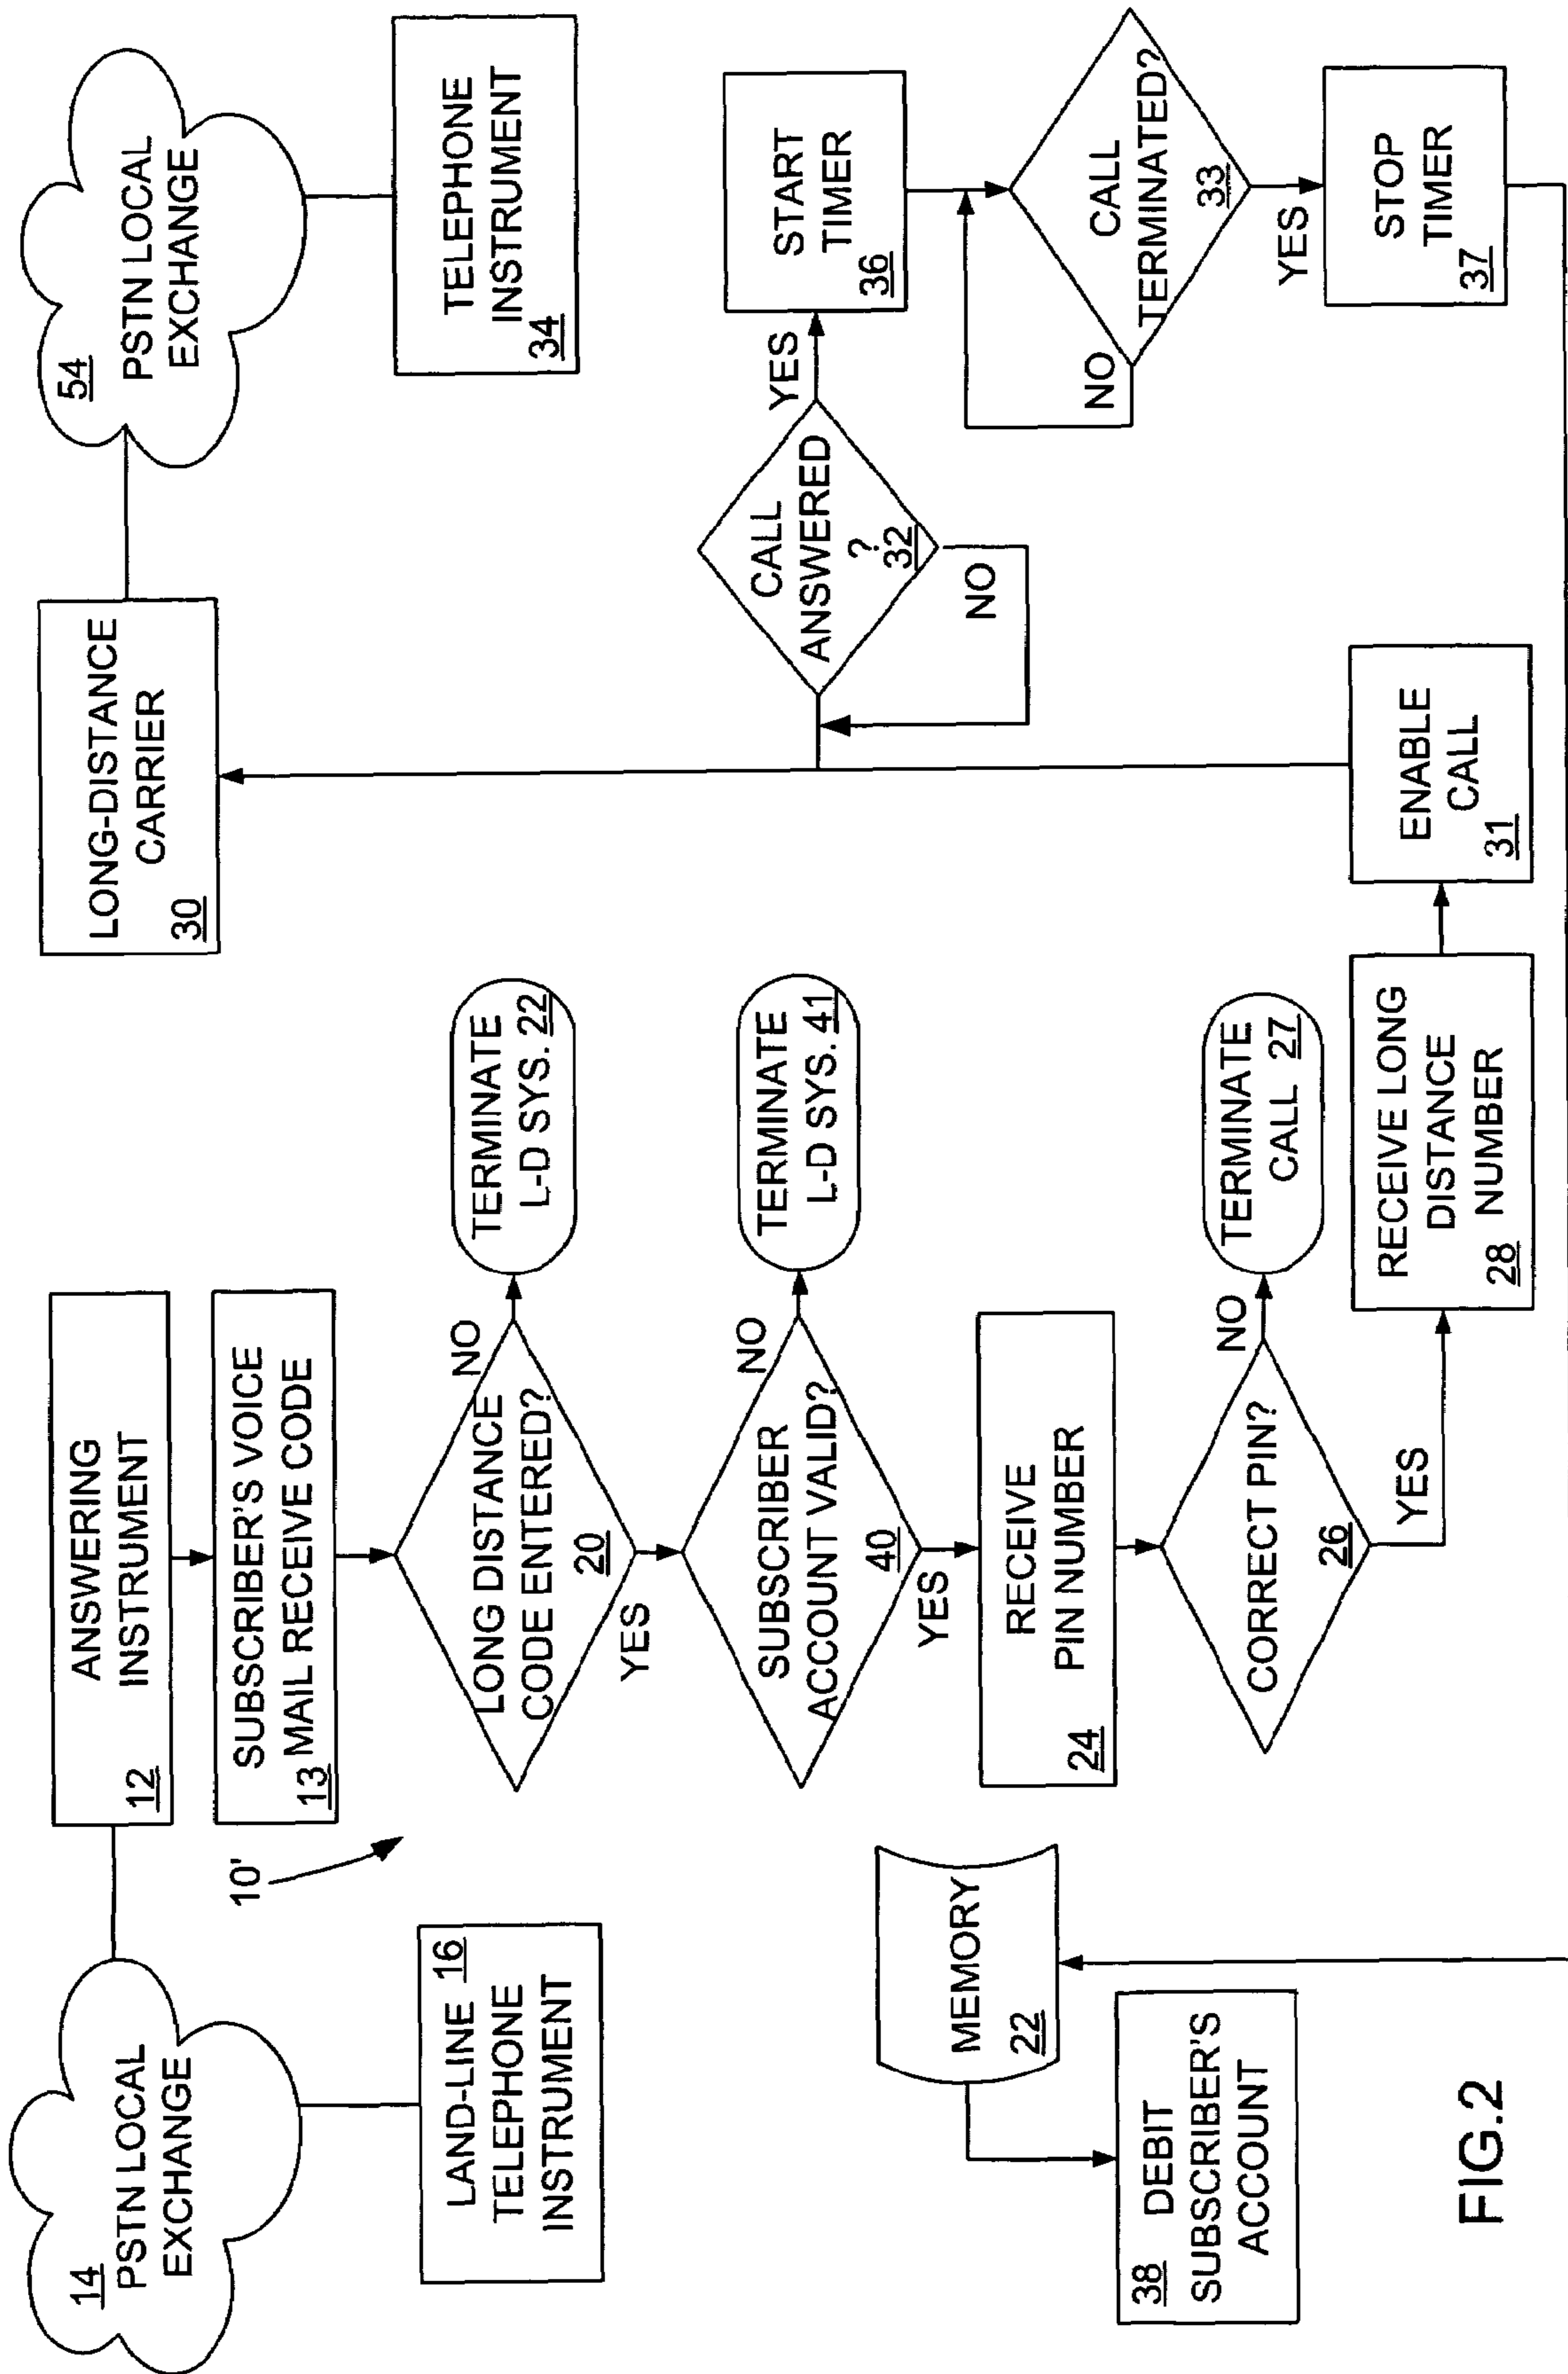 14
PSTN LOCAL
EXCHANGE
LAND-LINE 16
TELEPHONE
INSTRUMENT
10'
ANSWERING
INSTRUMENT
12
SUBSCRIBER'S VOICE
MAIL RECEIVE CODE
13
LONG DISTANCE
CODE ENTERED?
20
NO
TERMINATE
L-D SYS. 22
YES
SUBSCRIBER
ACCOUNT VALID?
40
NO
TERMINATE
L-D SYS. 41
YES
RECEIVE
PIN NUMBER
24
CORRECT PIN?
26
NO
TERMINATE
CALL 27
YES
RECEIVE LONG
DISTANCE
28 NUMBER
ENABLE
CALL
31
LONG-DISTANCE
CARRIER
30
54
PSTN LOCAL
EXCHANGE
TELEPHONE
INSTRUMENT
34
CALL
ANSWERED
?
32
NO
YES
START
TIMER
36
CALL
TERMINATED?
33
NO
YES
STOP
TIMER
37
MEMORY
22
38 DEBIT
SUBSCRIBER'S
ACCOUNT
FIG.2